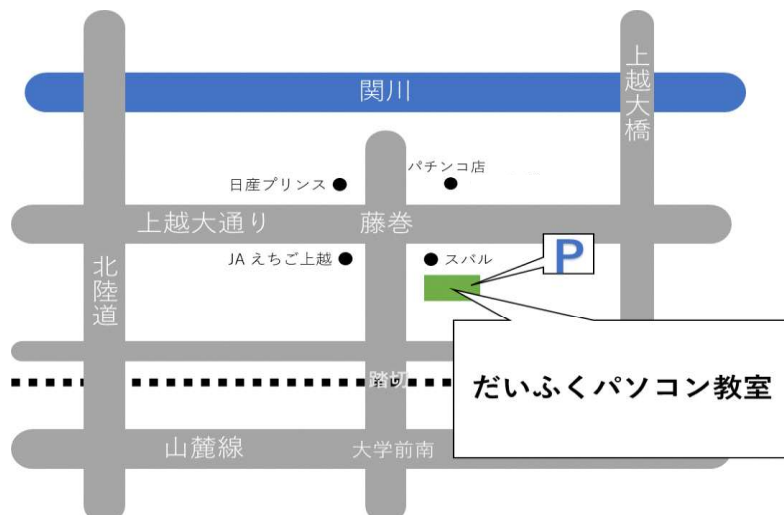 関川
上越大橋
パチンコ店
日産プリンス
上越大通り
藤巻
JA えちご上越
スバル
P
北陸道
だいふくパソコン教室
踏切
山麓線
大学前南